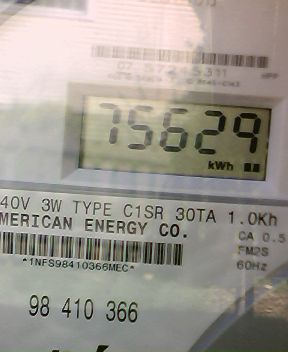 75629
kWh
40V 3W TYPE C1SR 30TA 1.0Kh
MERICAN ENERGY CO.
CA 0.5
FM2S
*1NFS98410366MEC*
60Hz
98 410 366